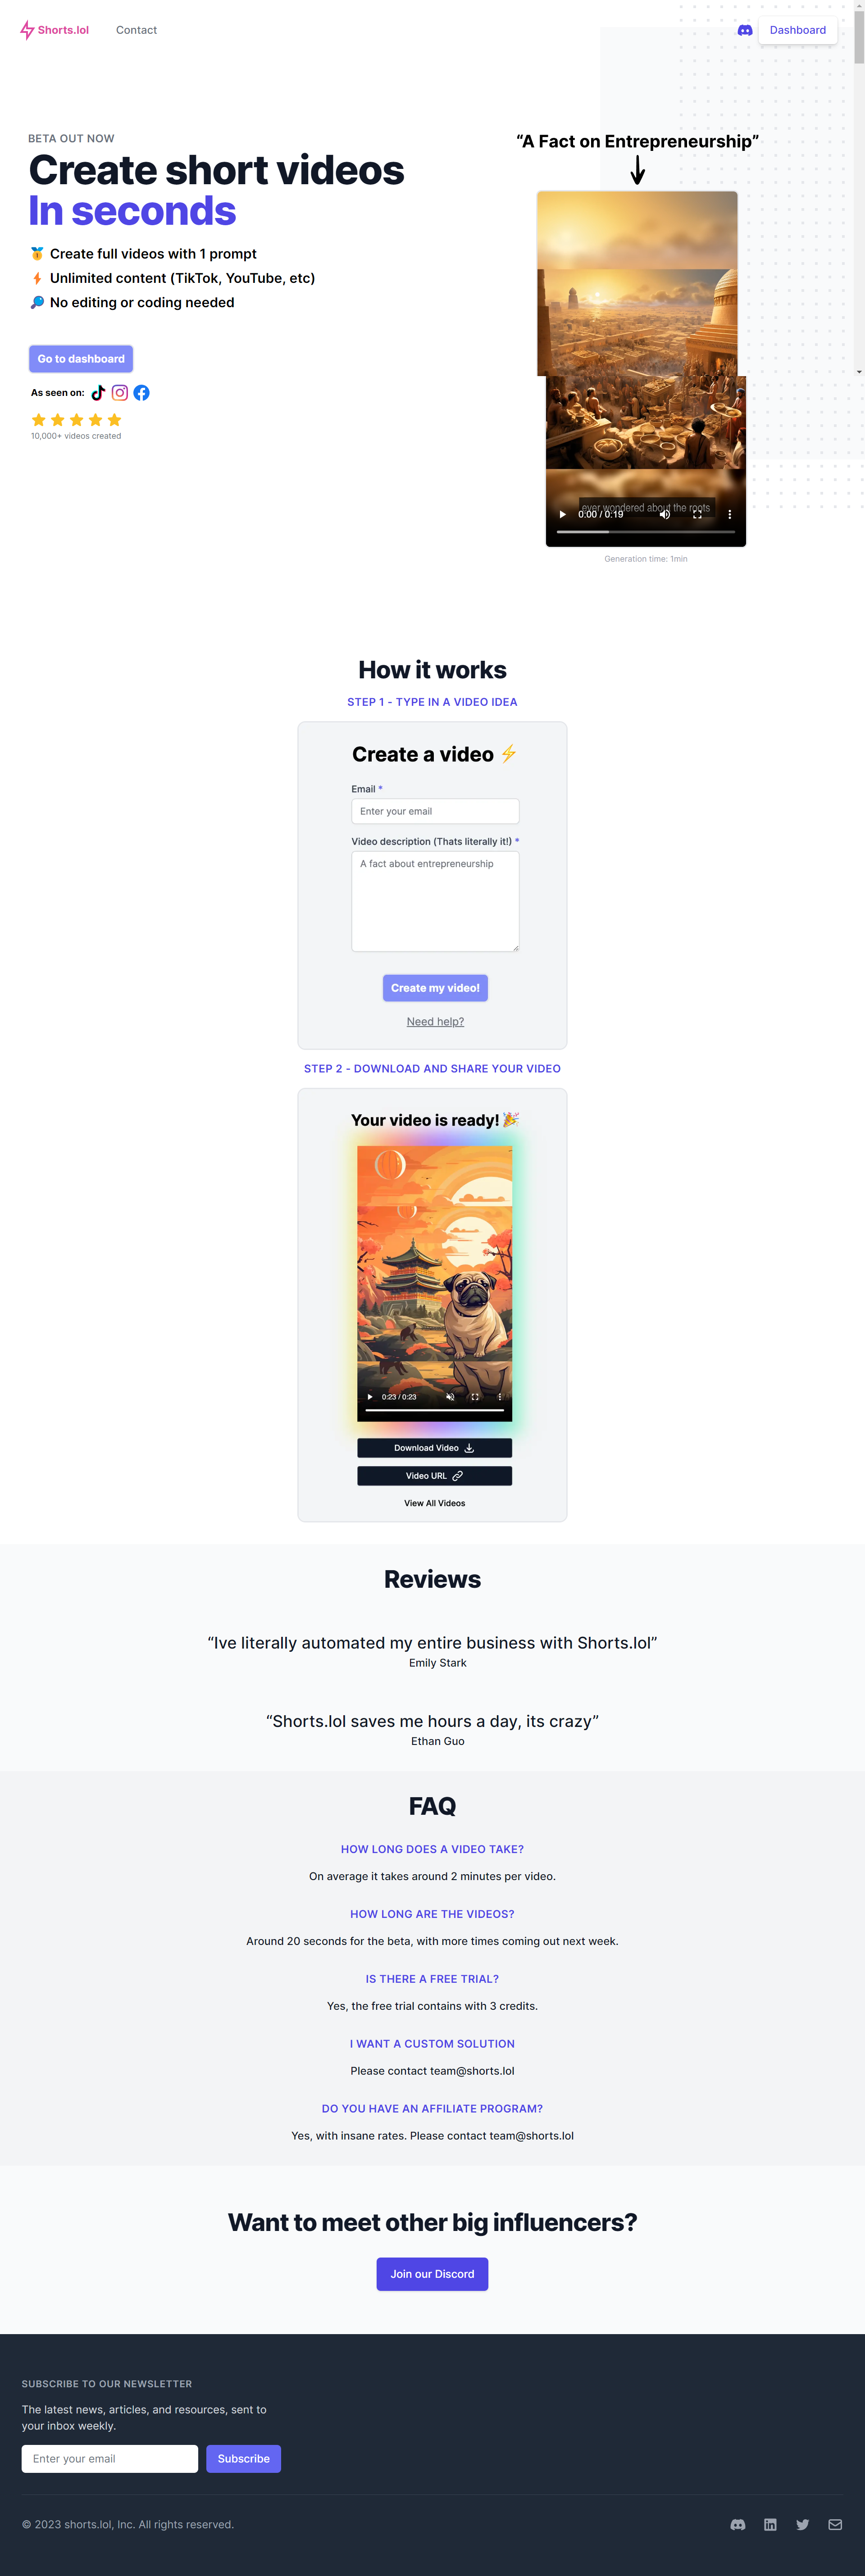 Shorts.lol
Contact
Dashboard
BETA OUT NOW
Create short videos
In seconds
🥇 Create full videos with 1 prompt
⚡ Unlimited content (TikTok, YouTube, etc)
🔎 No editing or coding needed
Go to dashboard
As seen on:
10,000+ videos created
“A Fact on Entrepreneurship”
ever wondered about the roots
0:00 / 0:19
Generation time: 1min
How it works
STEP 1 - TYPE IN A VIDEO IDEA
Create a video ⚡
Email *
Enter your email
Video description (Thats literally it!) *
A fact about entrepreneurship
Create my video!
Need help?
STEP 2 - DOWNLOAD AND SHARE YOUR VIDEO
Your video is ready! 🎉
0:23 / 0:23
Download Video
Video URL
View All Videos
Reviews
“Ive literally automated my entire business with Shorts.lol”
Emily Stark
“Shorts.lol saves me hours a day, its crazy”
Ethan Guo
FAQ
HOW LONG DOES A VIDEO TAKE?
On average it takes around 2 minutes per video.
HOW LONG ARE THE VIDEOS?
Around 20 seconds for the beta, with more times coming out next week.
IS THERE A FREE TRIAL?
Yes, the free trial contains with 3 credits.
I WANT A CUSTOM SOLUTION
Please contact team@shorts.lol
DO YOU HAVE AN AFFILIATE PROGRAM?
Yes, with insane rates. Please contact team@shorts.lol
Want to meet other big influencers?
Join our Discord
SUBSCRIBE TO OUR NEWSLETTER
The latest news, articles, and resources, sent to
your inbox weekly.
Enter your email
Subscribe
© 2023 shorts.lol, Inc. All rights reserved.